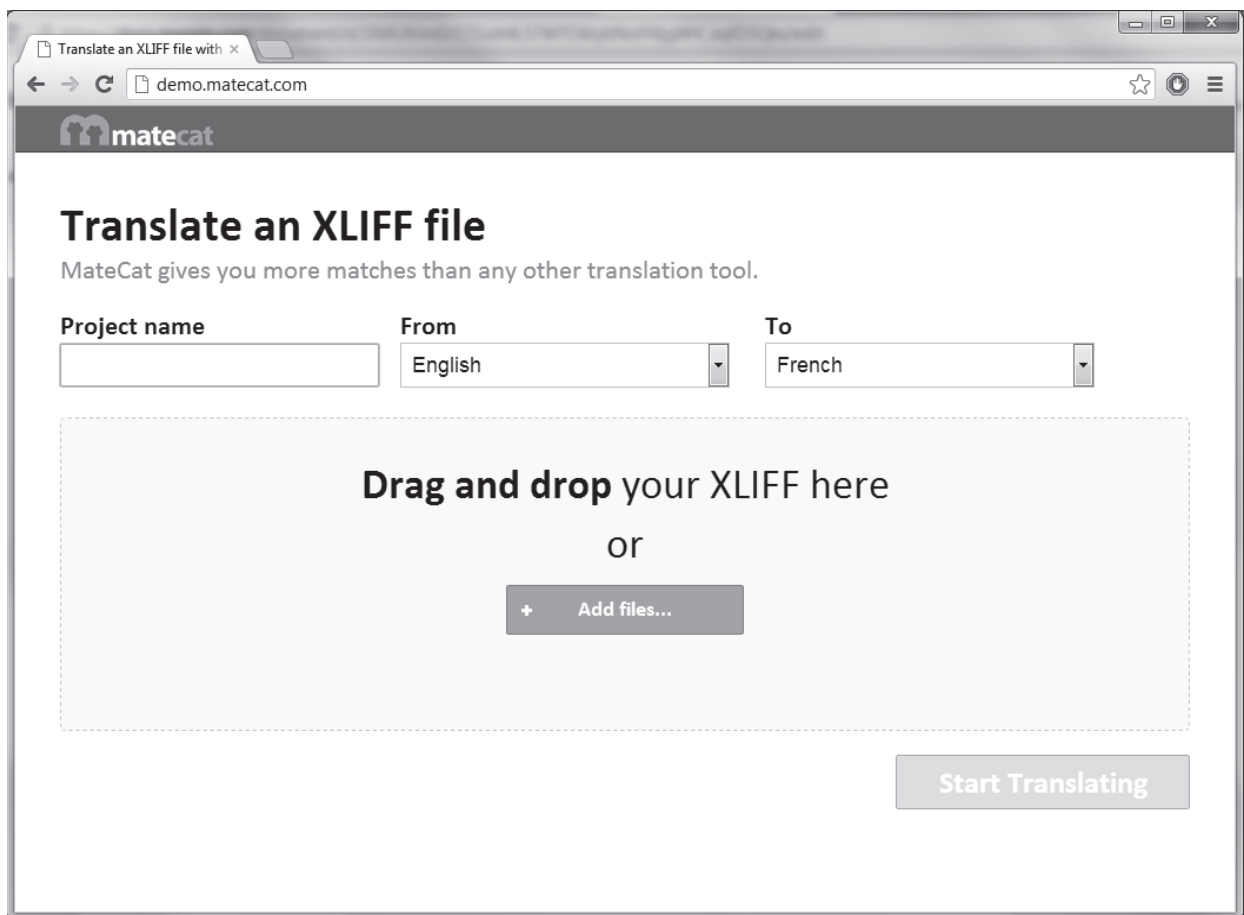 Translate an XLIFF file with
demo.matecat.com
matecat
Translate an XLIFF file
MateCat gives you more matches than any other translation tool.
Project name From To
English French
Drag and drop your XLIFF here
or
+ Add files...
Start Translating